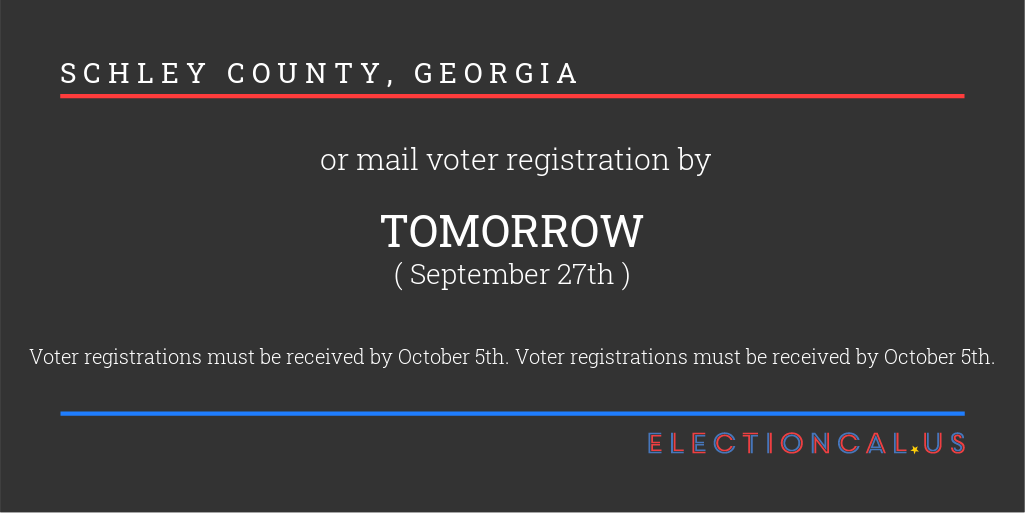 SCHLEY COUNTY, GEORGIA
or mail voter registration by
TOMORROW
( September 27th )
Voter registrations must be received by October 5th. Voter registrations must be received by October 5th.
ELECTIONCAL.US